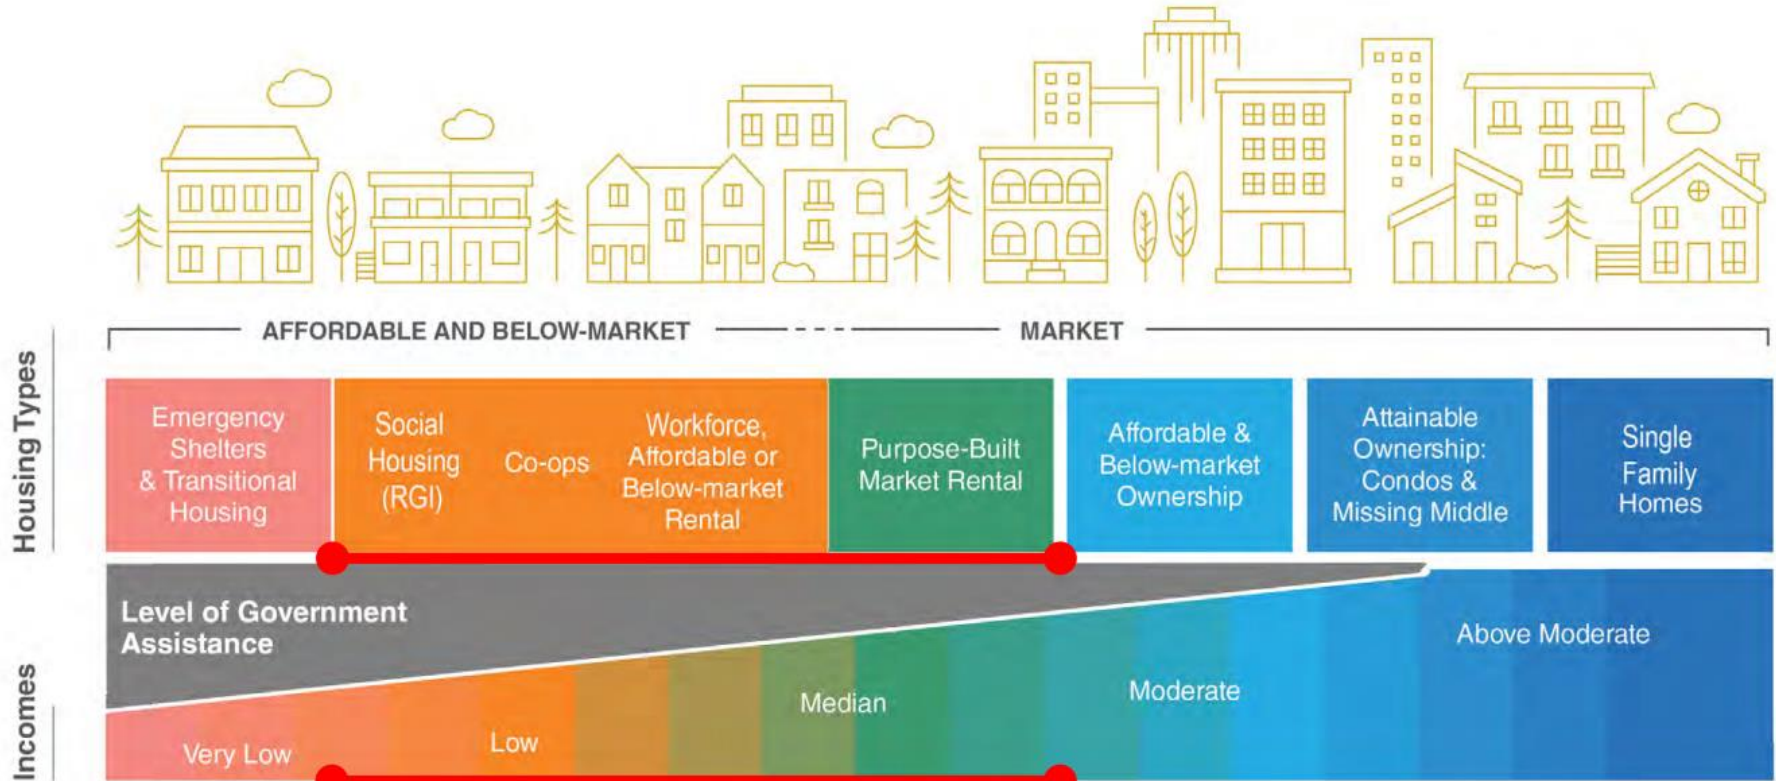 AFFORDABLE AND BELOW-MARKET
MARKET
Housing Types
Emergency
Shelters
& Transitional
Housing
Social
Housing
(RGI)
Co-ops
Workforce,
Affordable or
Below-market
Rental
Purpose-Built
Market Rental
Affordable &
Below-market
Ownership
Attainable
Ownership:
Condos &
Missing Middle
Single
Family
Homes
Level of Government
Assistance
Incomes
Very Low
Low
Median
Moderate
Above Moderate